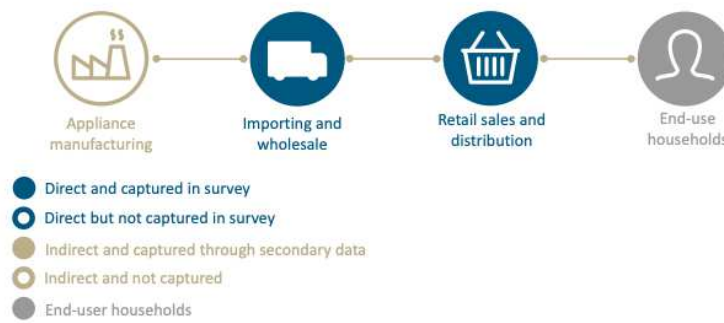 Appliance
manufacturing
Importing and
wholesale
Retail sales and
distribution
End-use
households
Direct and captured in survey
Direct but not captured in survey
Indirect and captured through secondary data
Indirect and not captured
End-user households